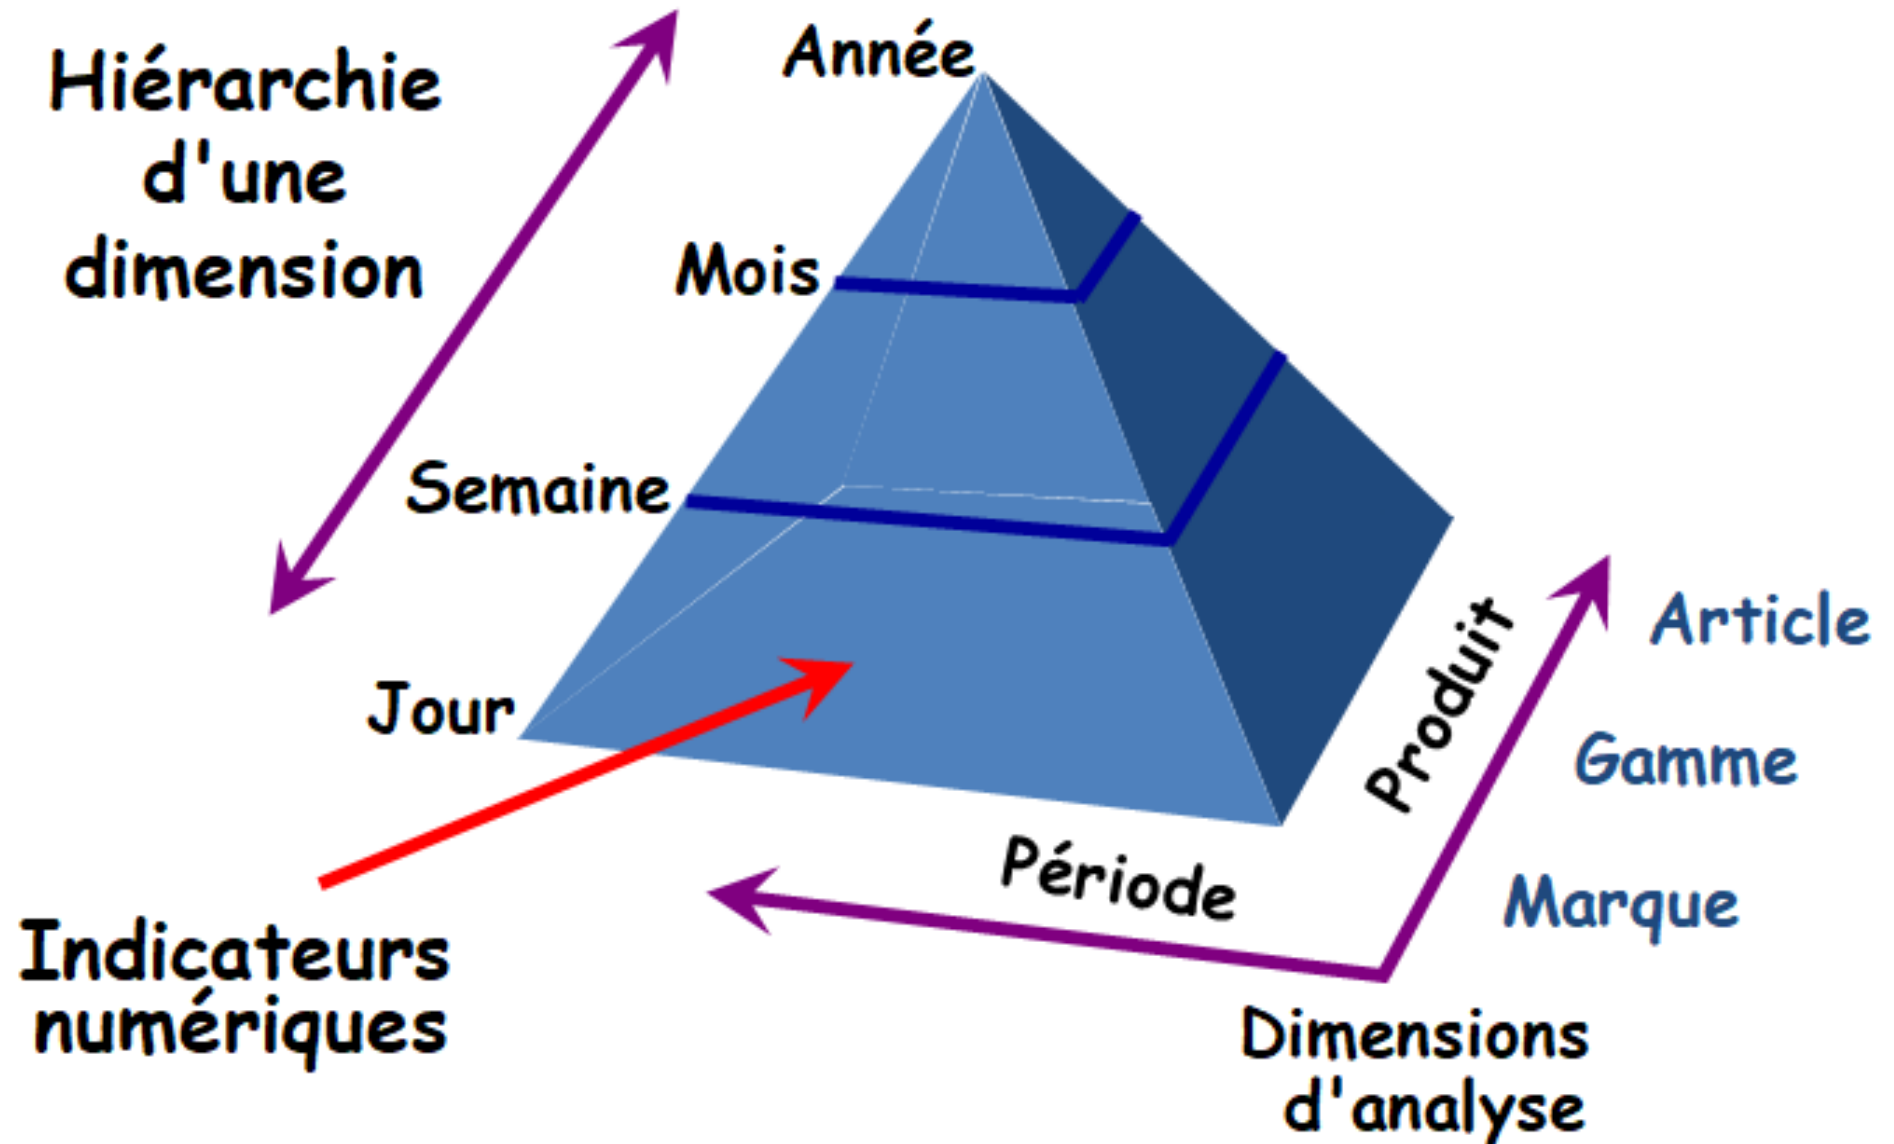 Hiérarchie
d'une
dimension
Année
Mois
Semaine
Jour
Indicateurs
numériques
Période
Produit
Article
Gamme
Marque
Dimensions
d'analyse